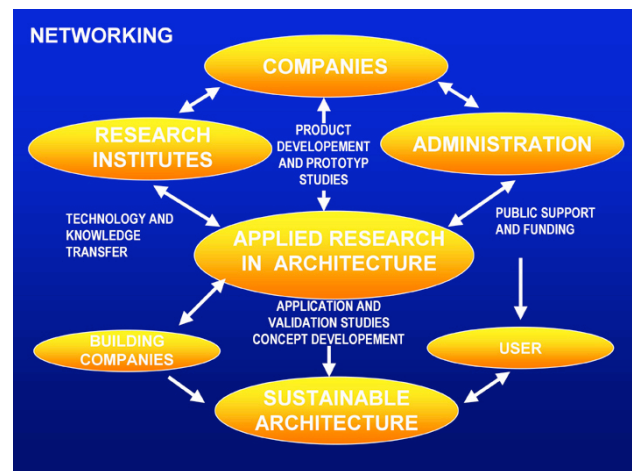 NETWORKING
COMPANIES
RESEARCH
INSTITUTES
PRODUCT
DEVELOPEMENT
AND PROTOTYP
STUDIES
ADMINISTRATION
TECHNOLOGY AND
KNOWLEDGE
TRANSFER
APPLIED RESEARCH
IN ARCHITECTURE
PUBLIC SUPPORT
AND FUNDING
APPLICATION AND
VALIDATION STUDIES
CONCEPT DEVELOPEMENT
BUILDING
COMPANIES
USER
SUSTAINABLE
ARCHITECTURE